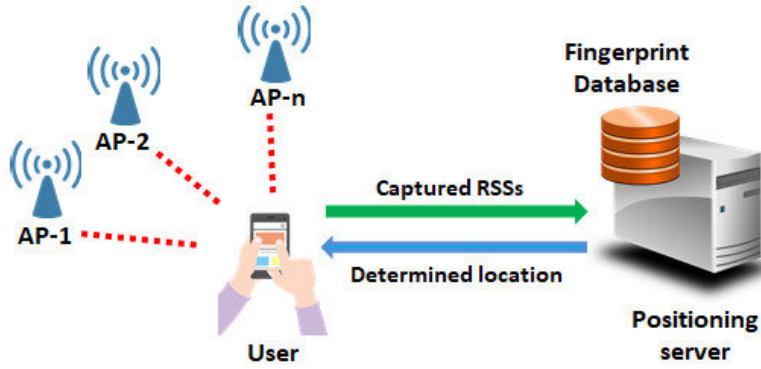 AP-1
AP-2
AP-n
User
Captured RSSs
Determined location
Fingerprint
Database
Positioning
server